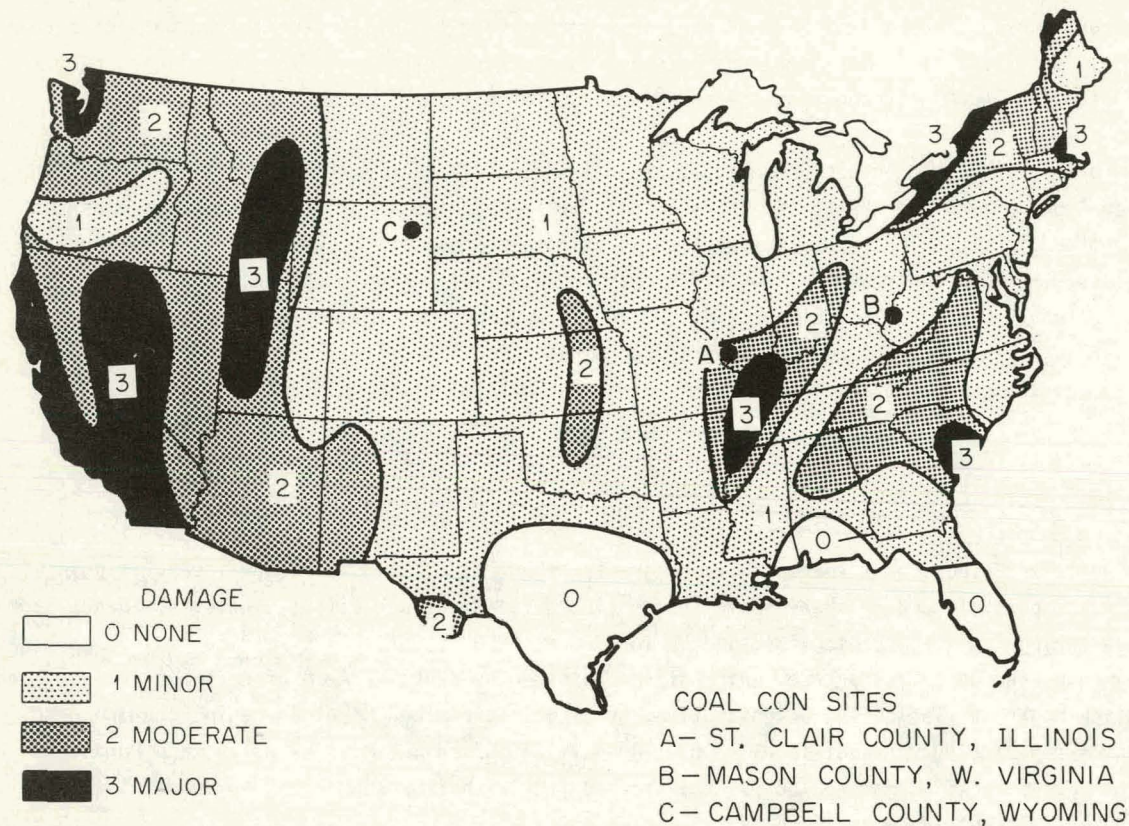 3
1
2
3
2
3
1
1
C
3
B
2
3
A
2
3
2
3
2
1
0
0
0
2
DAMAGE
0 NONE
1 MINOR
2 MODERATE
3 MAJOR
COAL CON SITES
A— ST. CLAIR COUNTY, ILLINOIS
B — MASON COUNTY, W. VIRGINIA
C — CAMPBELL COUNTY, WYOMING